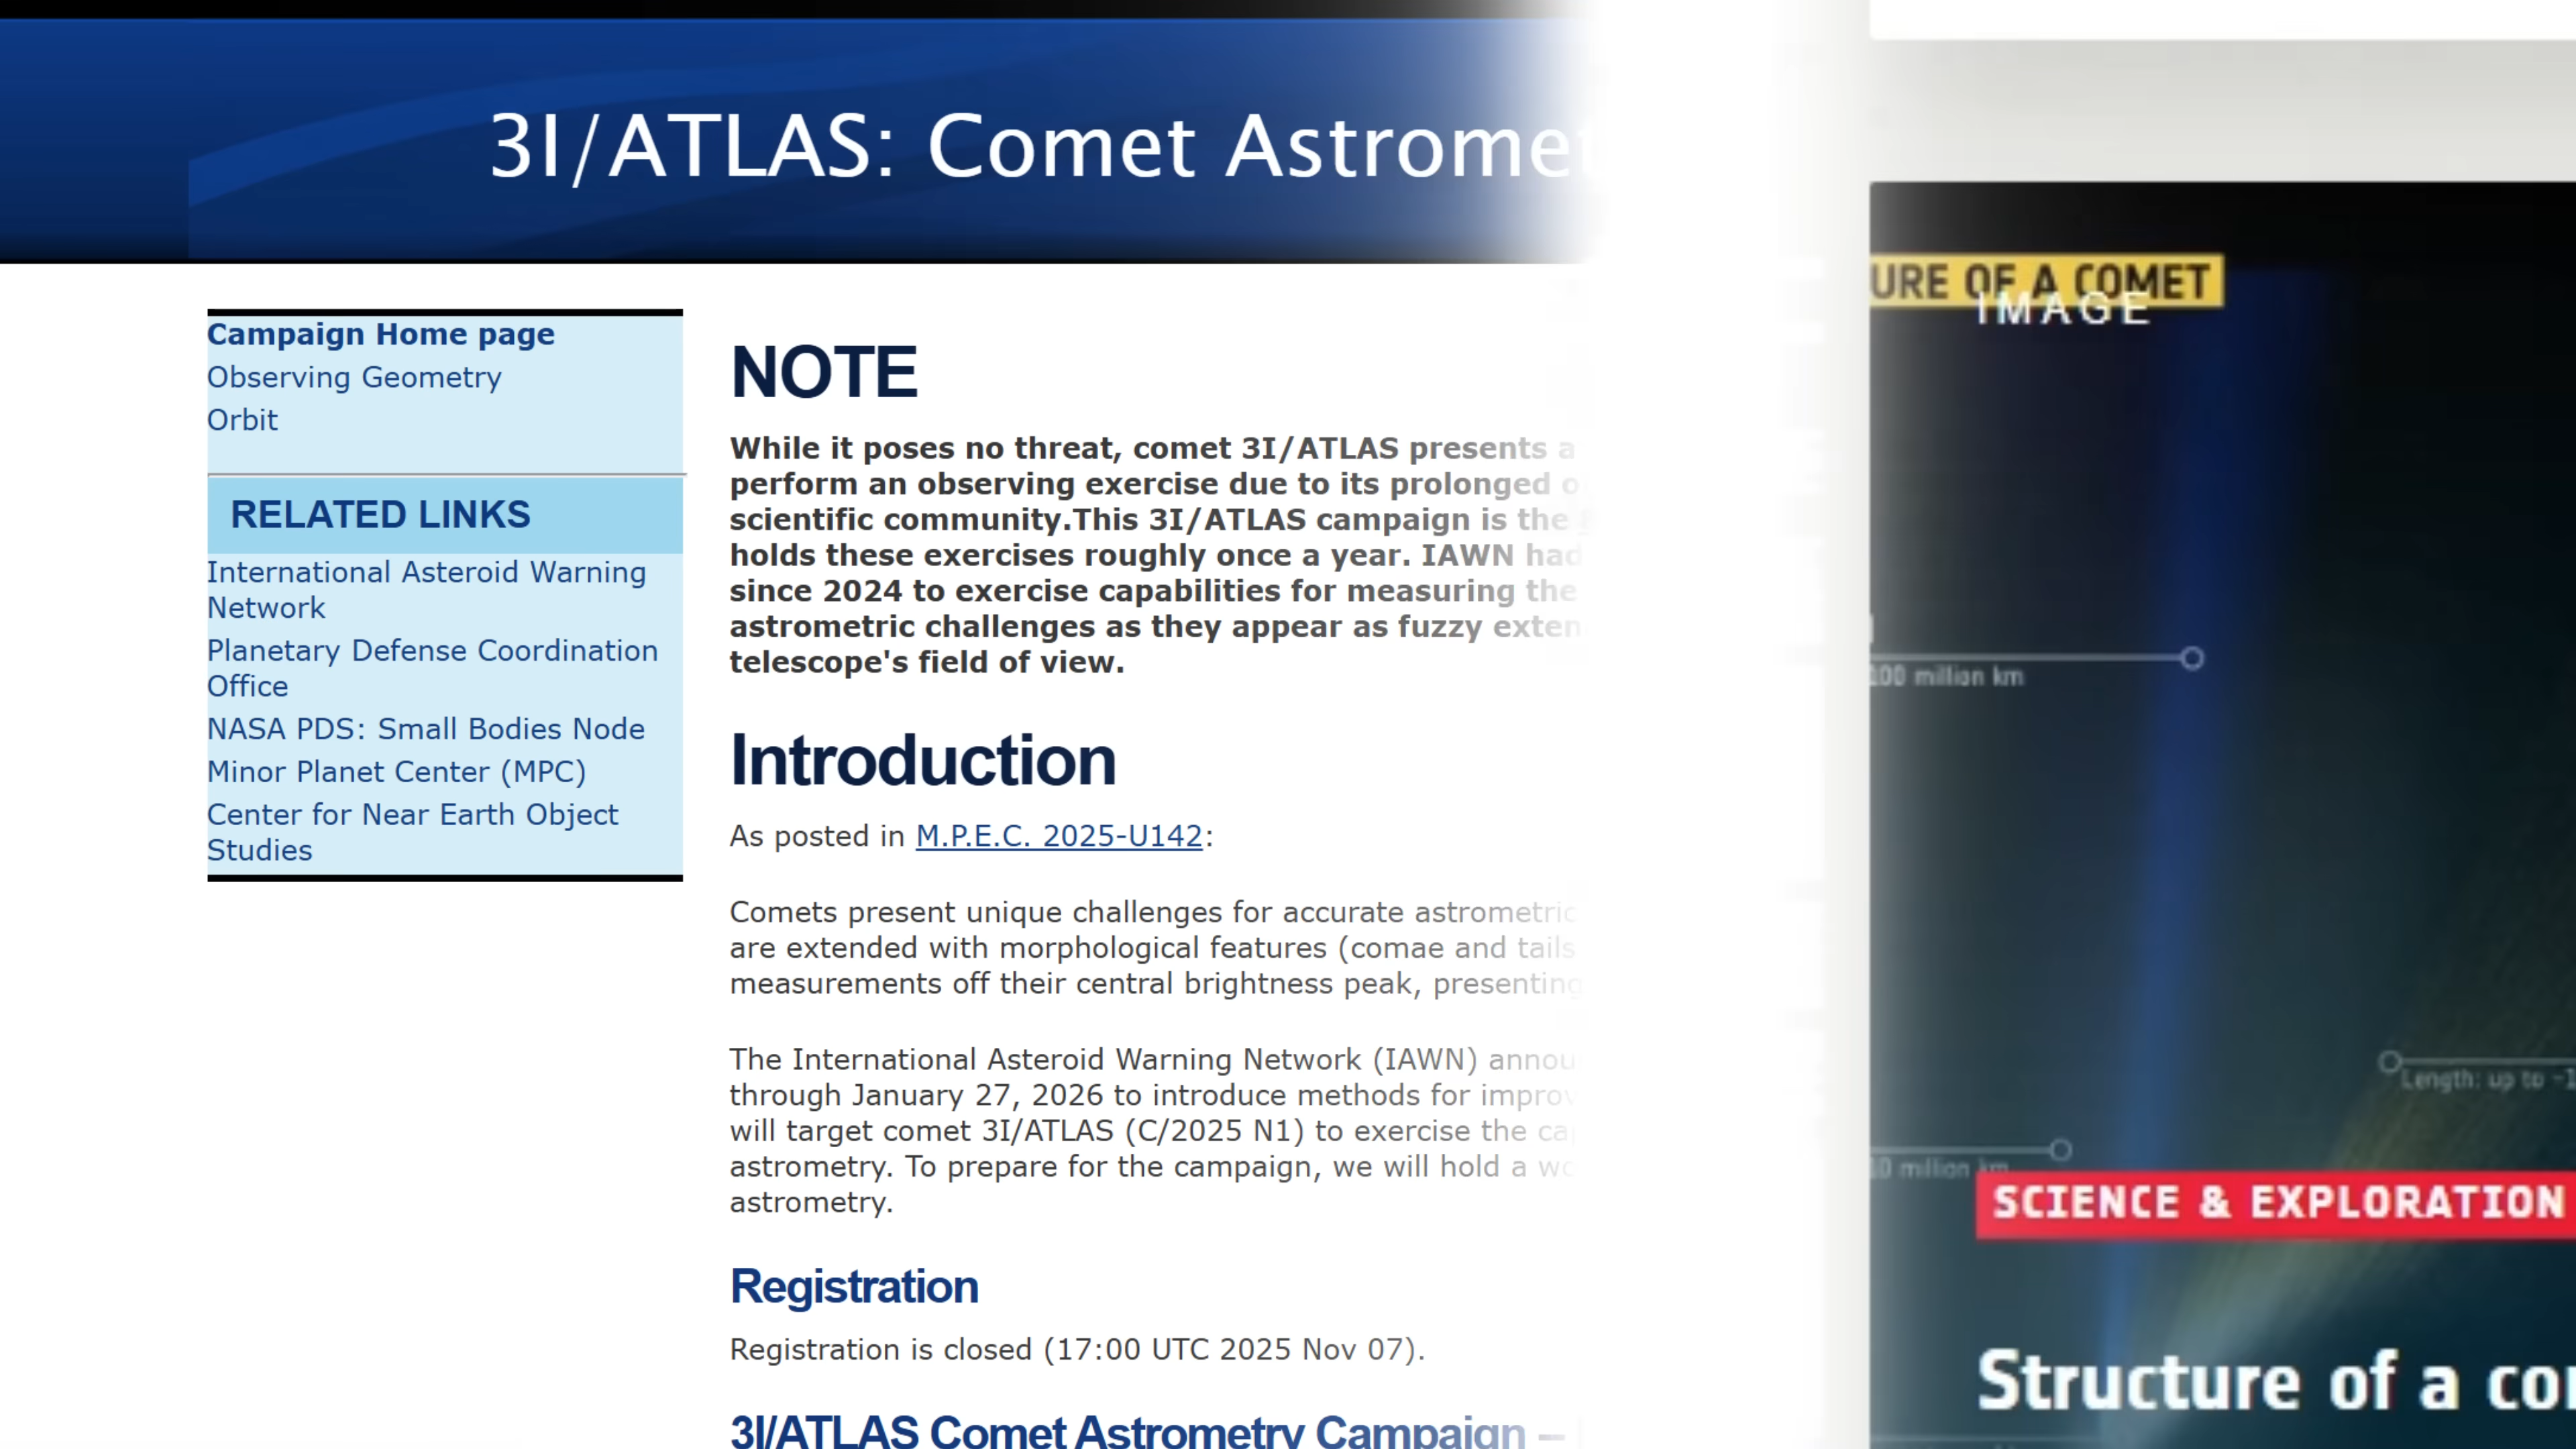 3I/ATLAS: Comet
Campaign Home page
Observing Geometry
Orbit
RELATED LINKS
International Asteroid Warning
Network
Planetary Defense Coordination
Office
NASA PDS: Small Bodies Node
Minor Planet Center (MPC)
Center for Near Earth Object
Studies
NOTE
While it poses no threat, comet 3I/ATLAS presents a
perform an observing exercise due to its prolonged
scientific community.This 3I/ATLAS campaign is the
holds these exercises roughly once a year. IAWN had
since 2024 to exercise capabilities for measuring the
astrometric challenges as they appear as fuzzy
telescope's field of view.
Introduction
As posted in M.P.E.C. 2025-U142:
Comets present unique challenges for accurate astrometric
are extended with morphological features (comae and tails
measurements off their central brightness peak, presenting
The International Asteroid Warning Network (IAWN)
through January 27, 2026 to introduce methods for
will target comet 3I/ATLAS (C/2025 N1) to exercise the
astrometry. To prepare for the campaign, we will hold a
astrometry.
Registration
Registration is closed (17:00 UTC 2025 Nov 07).
3I/ATLAS Comet Astrometry Campaign –
OF A COMET
IMAGE
100 million km
10 million km
Length: up to
SCIENCE & EXPLORATION
Structure of a